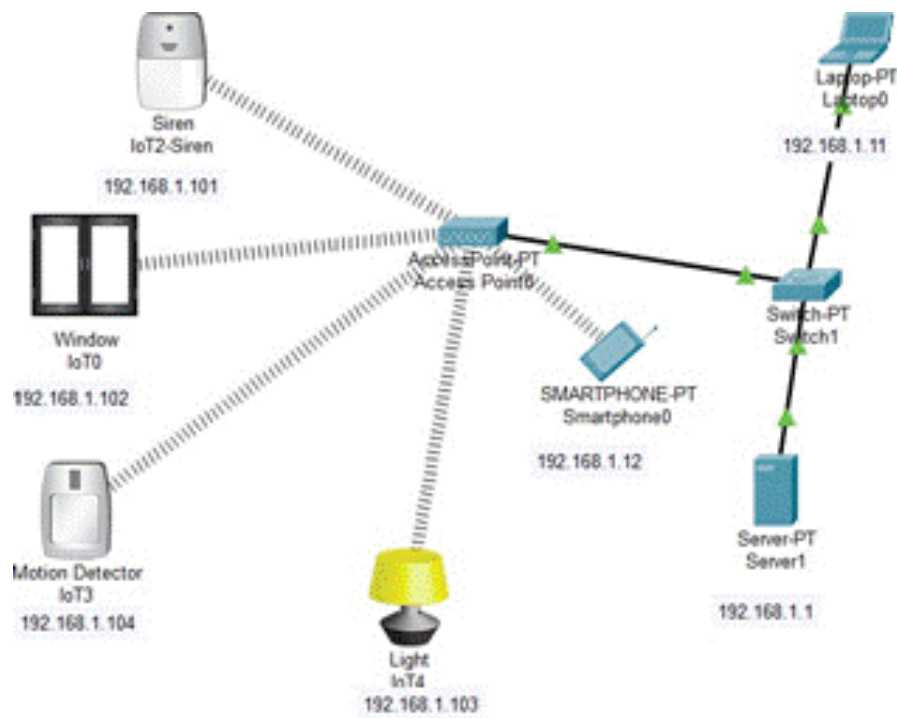 Laptop-PT
Laptop0
192.168.1.11
Siren
IoT2-Siren
192.168.1.101
AccessPoint-PT
Access Point0
Switch-PT
Switch1
Window
IoT0
192.168.1.102
SMARTPHONE-PT
Smartphone0
192.168.1.12
Motion Detector
IoT3
192.168.1.104
Server-PT
Server1
192.168.1.1
Light
IoT4
192.168.1.103